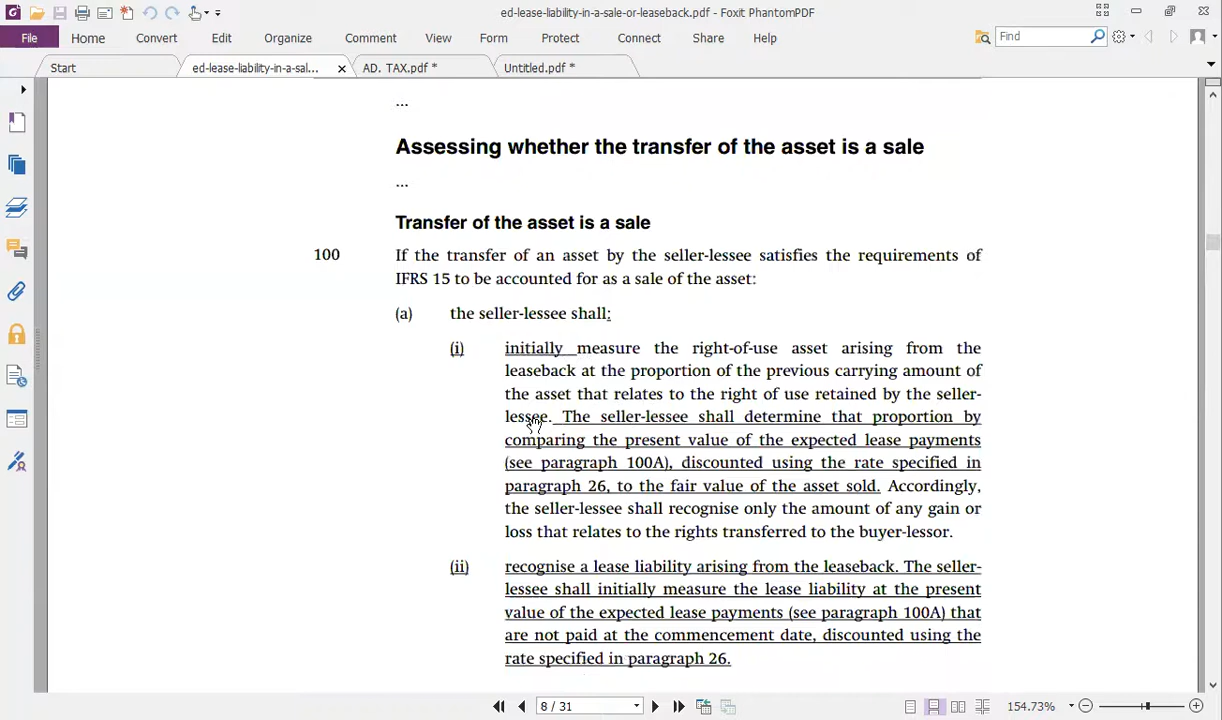 ed-lease-liability-in-a-sale-or-leaseback.pdf - Foxit PhantomPDF
File Home Convert Edit Organize Comment View Form Protect Connect Share Help Find
Start ed-lease-liability-in-a-sal... AD. TAX.pdf * Untitled.pdf *
...
Assessing whether the transfer of the asset is a sale
...
Transfer of the asset is a sale
100 If the transfer of an asset by the seller-lessee satisfies the requirements of
IFRS 15 to be accounted for as a sale of the asset:
(a) the seller-lessee shall:
(i) initially measure the right-of-use asset arising from the
leaseback at the proportion of the previous carrying amount of
the asset that relates to the right of use retained by the seller-
lessee. The seller-lessee shall determine that proportion by
comparing the present value of the expected lease payments
(see paragraph 100A), discounted using the rate specified in
paragraph 26, to the fair value of the asset sold. Accordingly,
the seller-lessee shall recognise only the amount of any gain or
loss that relates to the rights transferred to the buyer-lessor.
(ii) recognise a lease liability arising from the leaseback. The seller-
lessee shall initially measure the lease liability at the present
value of the expected lease payments (see paragraph 100A) that
are not paid at the commencement date, discounted using the
rate specified in paragraph 26.
8 / 31 154.73%